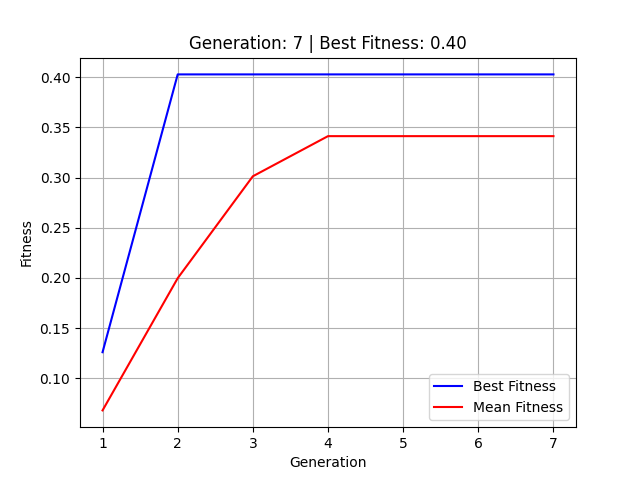 Generation: 7 | Best Fitness: 0.40
0.40
0.35
0.30
0.25
0.20
0.15
0.10
Fitness
Best Fitness
Mean Fitness
1 2 3 4 5 6 7
Generation